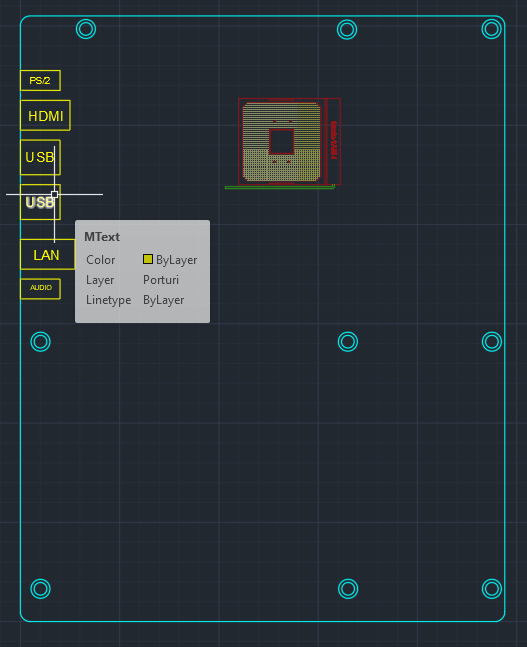 PS/2
HDMI
USB
USB
LAN
AUDIO
MText
Color ByLayer
Layer Porturi
Linetype ByLayer